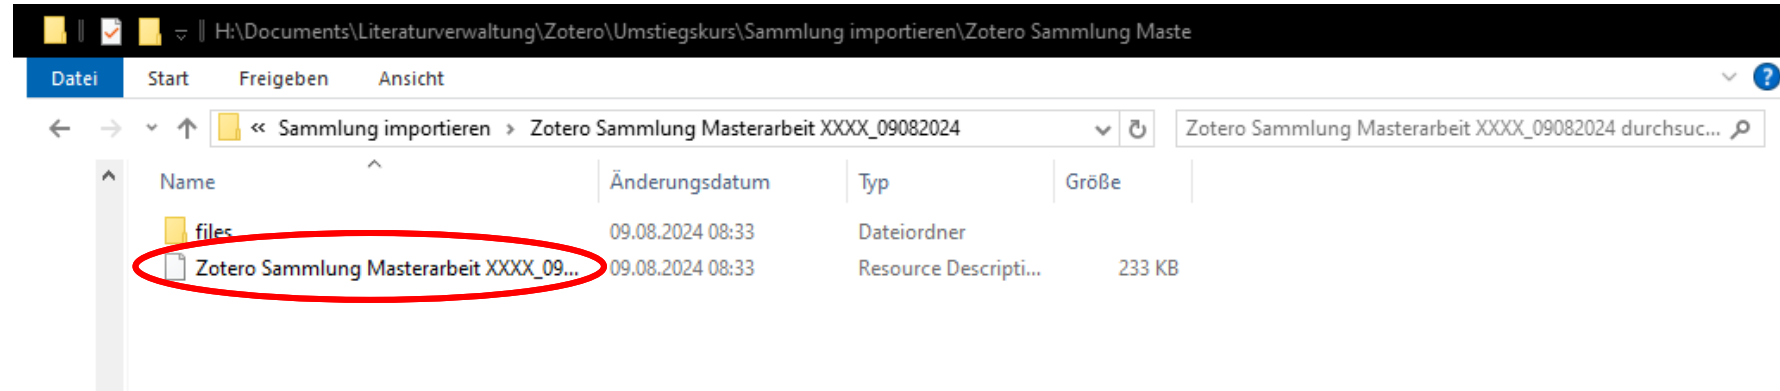 H:\Documents\Literaturverwaltung\Zotero\Umstiegskurs\Sammlung importieren\Zotero Sammlung Maste
Datei Start Freigeben Ansicht ?
« Sammlung importieren › Zotero Sammlung Masterarbeit XXXX_09082024 Zotero Sammlung Masterarbeit XXXX_09082024 durchsuc...
Name Änderungsdatum Typ Größe
files 09.08.2024 08:33 Dateiordner
Zotero Sammlung Masterarbeit XXXX_09... 09.08.2024 08:33 Resource Descripti... 233 KB